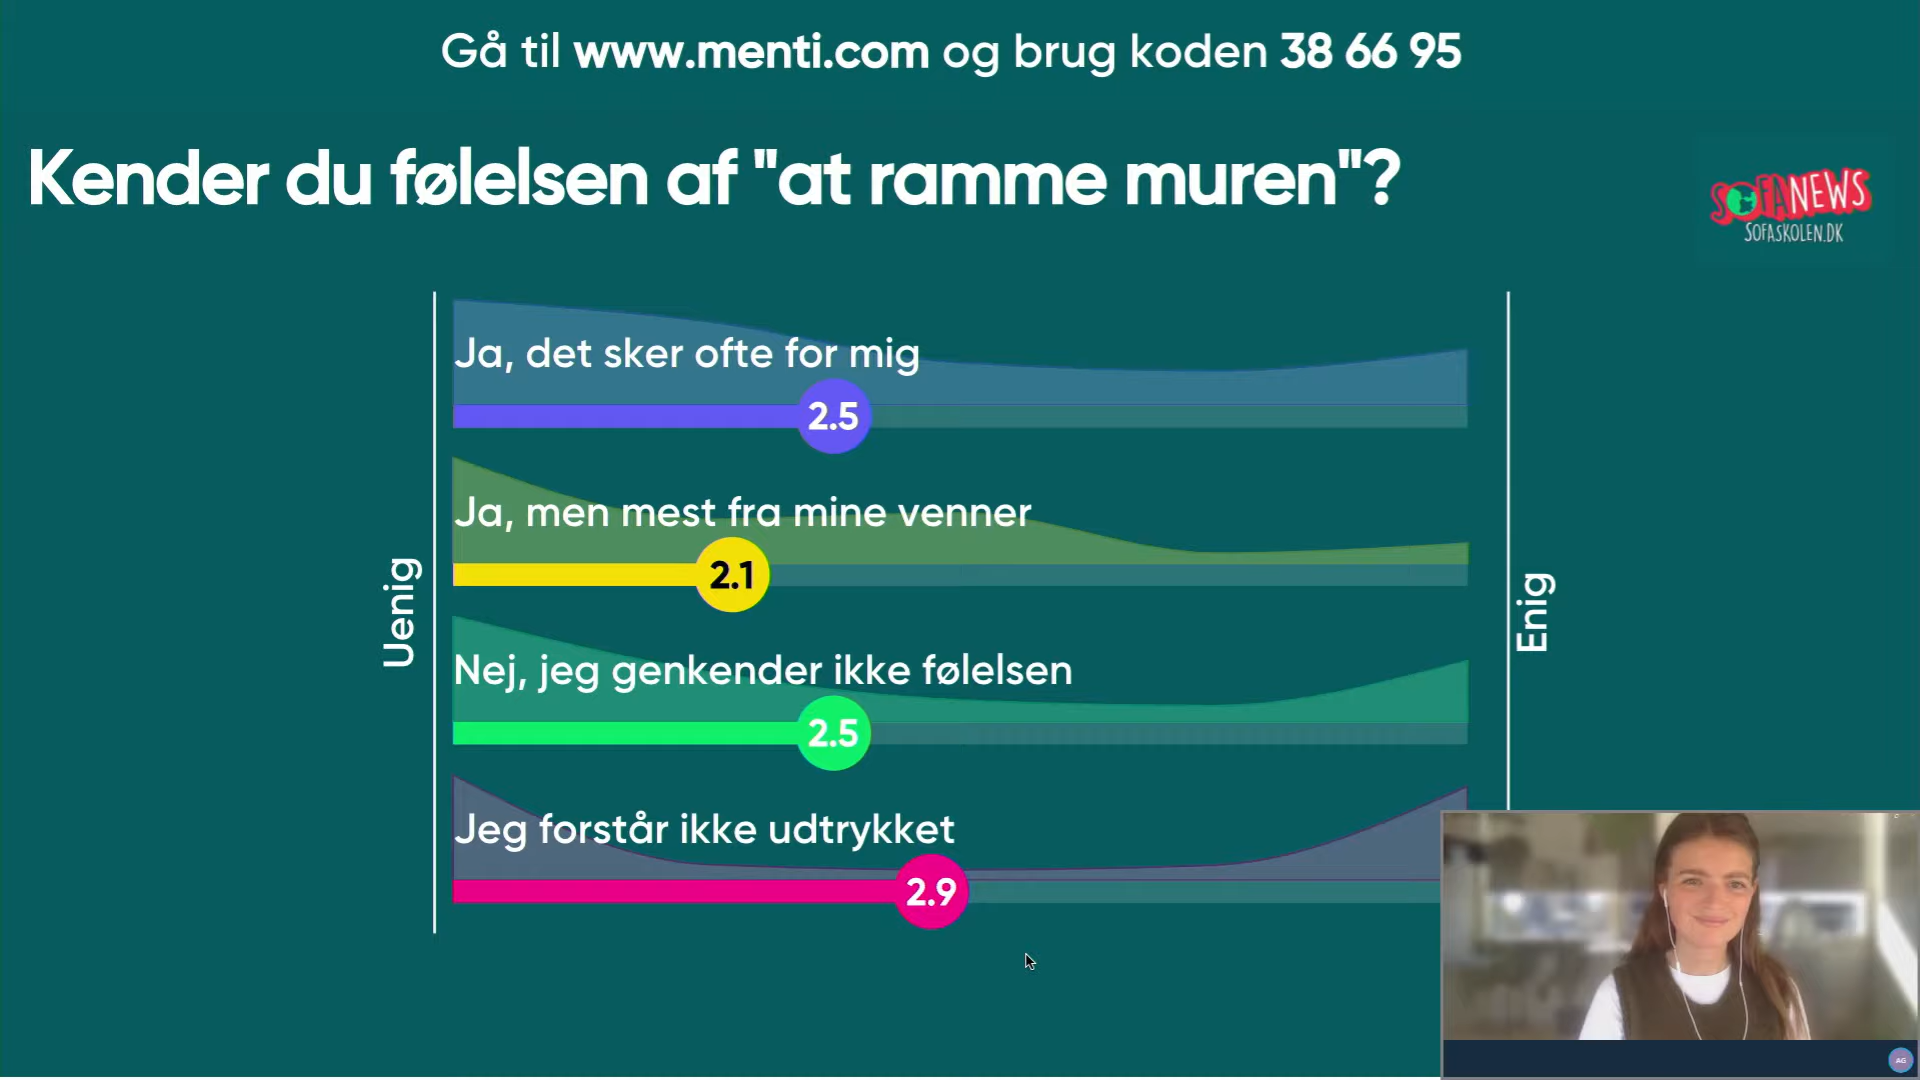 Gå til www.menti.com og brug koden 38 66 95
Kender du følelsen af "at ramme muren"?
SOFANEWS
SOFASKOLEN.DK
Uenig
Ja, det sker ofte for mig
2.5
Ja, men mest fra mine venner
2.1
Nej, jeg genkender ikke følelsen
2.5
Jeg forstår ikke udtrykket
2.9
Enig
AG